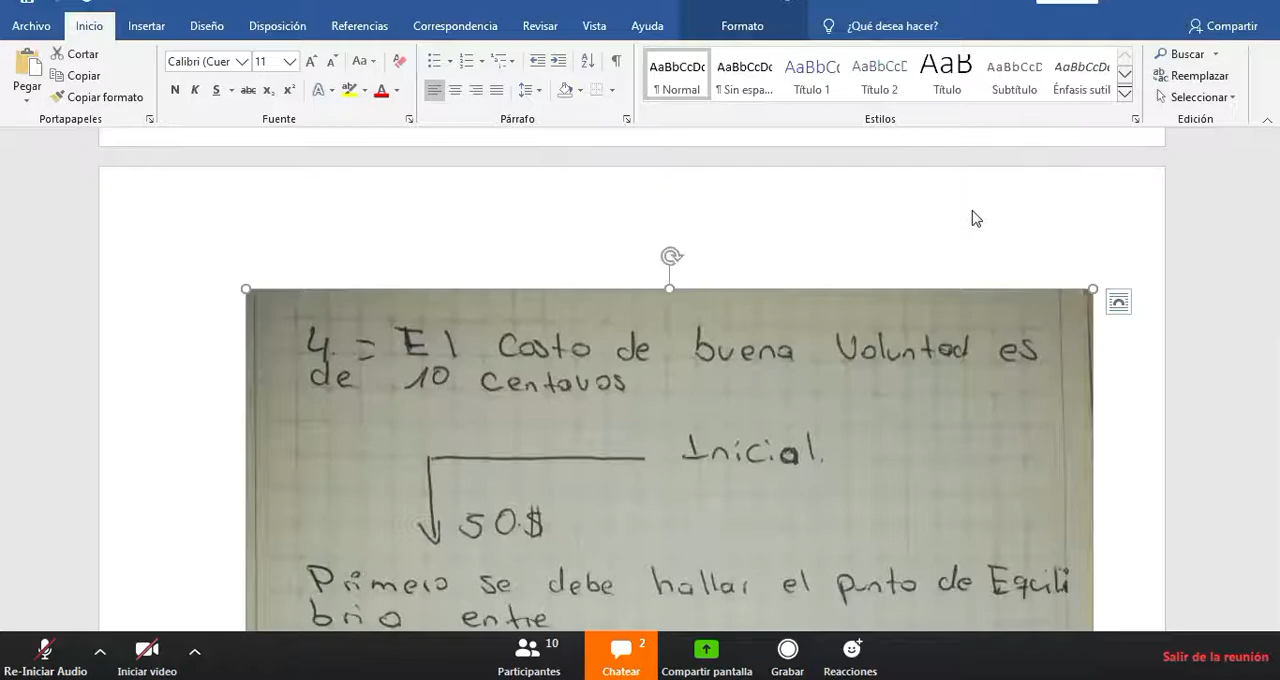 Archivo Inicio Insertar Diseño Disposición Referencias Correspondencia Revisar Vista Ayuda Formato ¿Qué desea hacer? Compartir
Pegar
Cortar
Copiar
Copiar formato
Portapapeles
Calibri (Cuer 11
N K S abc x₂ x²
Fuente
Párrafo
AaBbCcDc AaBbCcDc AaBbCc AaBbCcD AaB AaBbCcD AaBbCcDc
¶ Normal ¶ Sin espa... Título 1 Título 2 Título Subtítulo Énfasis sutil
Estilos
Buscar
Reemplazar
Seleccionar
Edición
4. = El Costo de buena Voluntad es
de 10 Centavos
Inicial.
50$
Primero se debe hallar el punto de Equili
brio entre
Re-Iniciar Audio
Iniciar video
10
Participantes
2
Chatear
Compartir pantalla
Grabar
Reacciones
Salir de la reunión